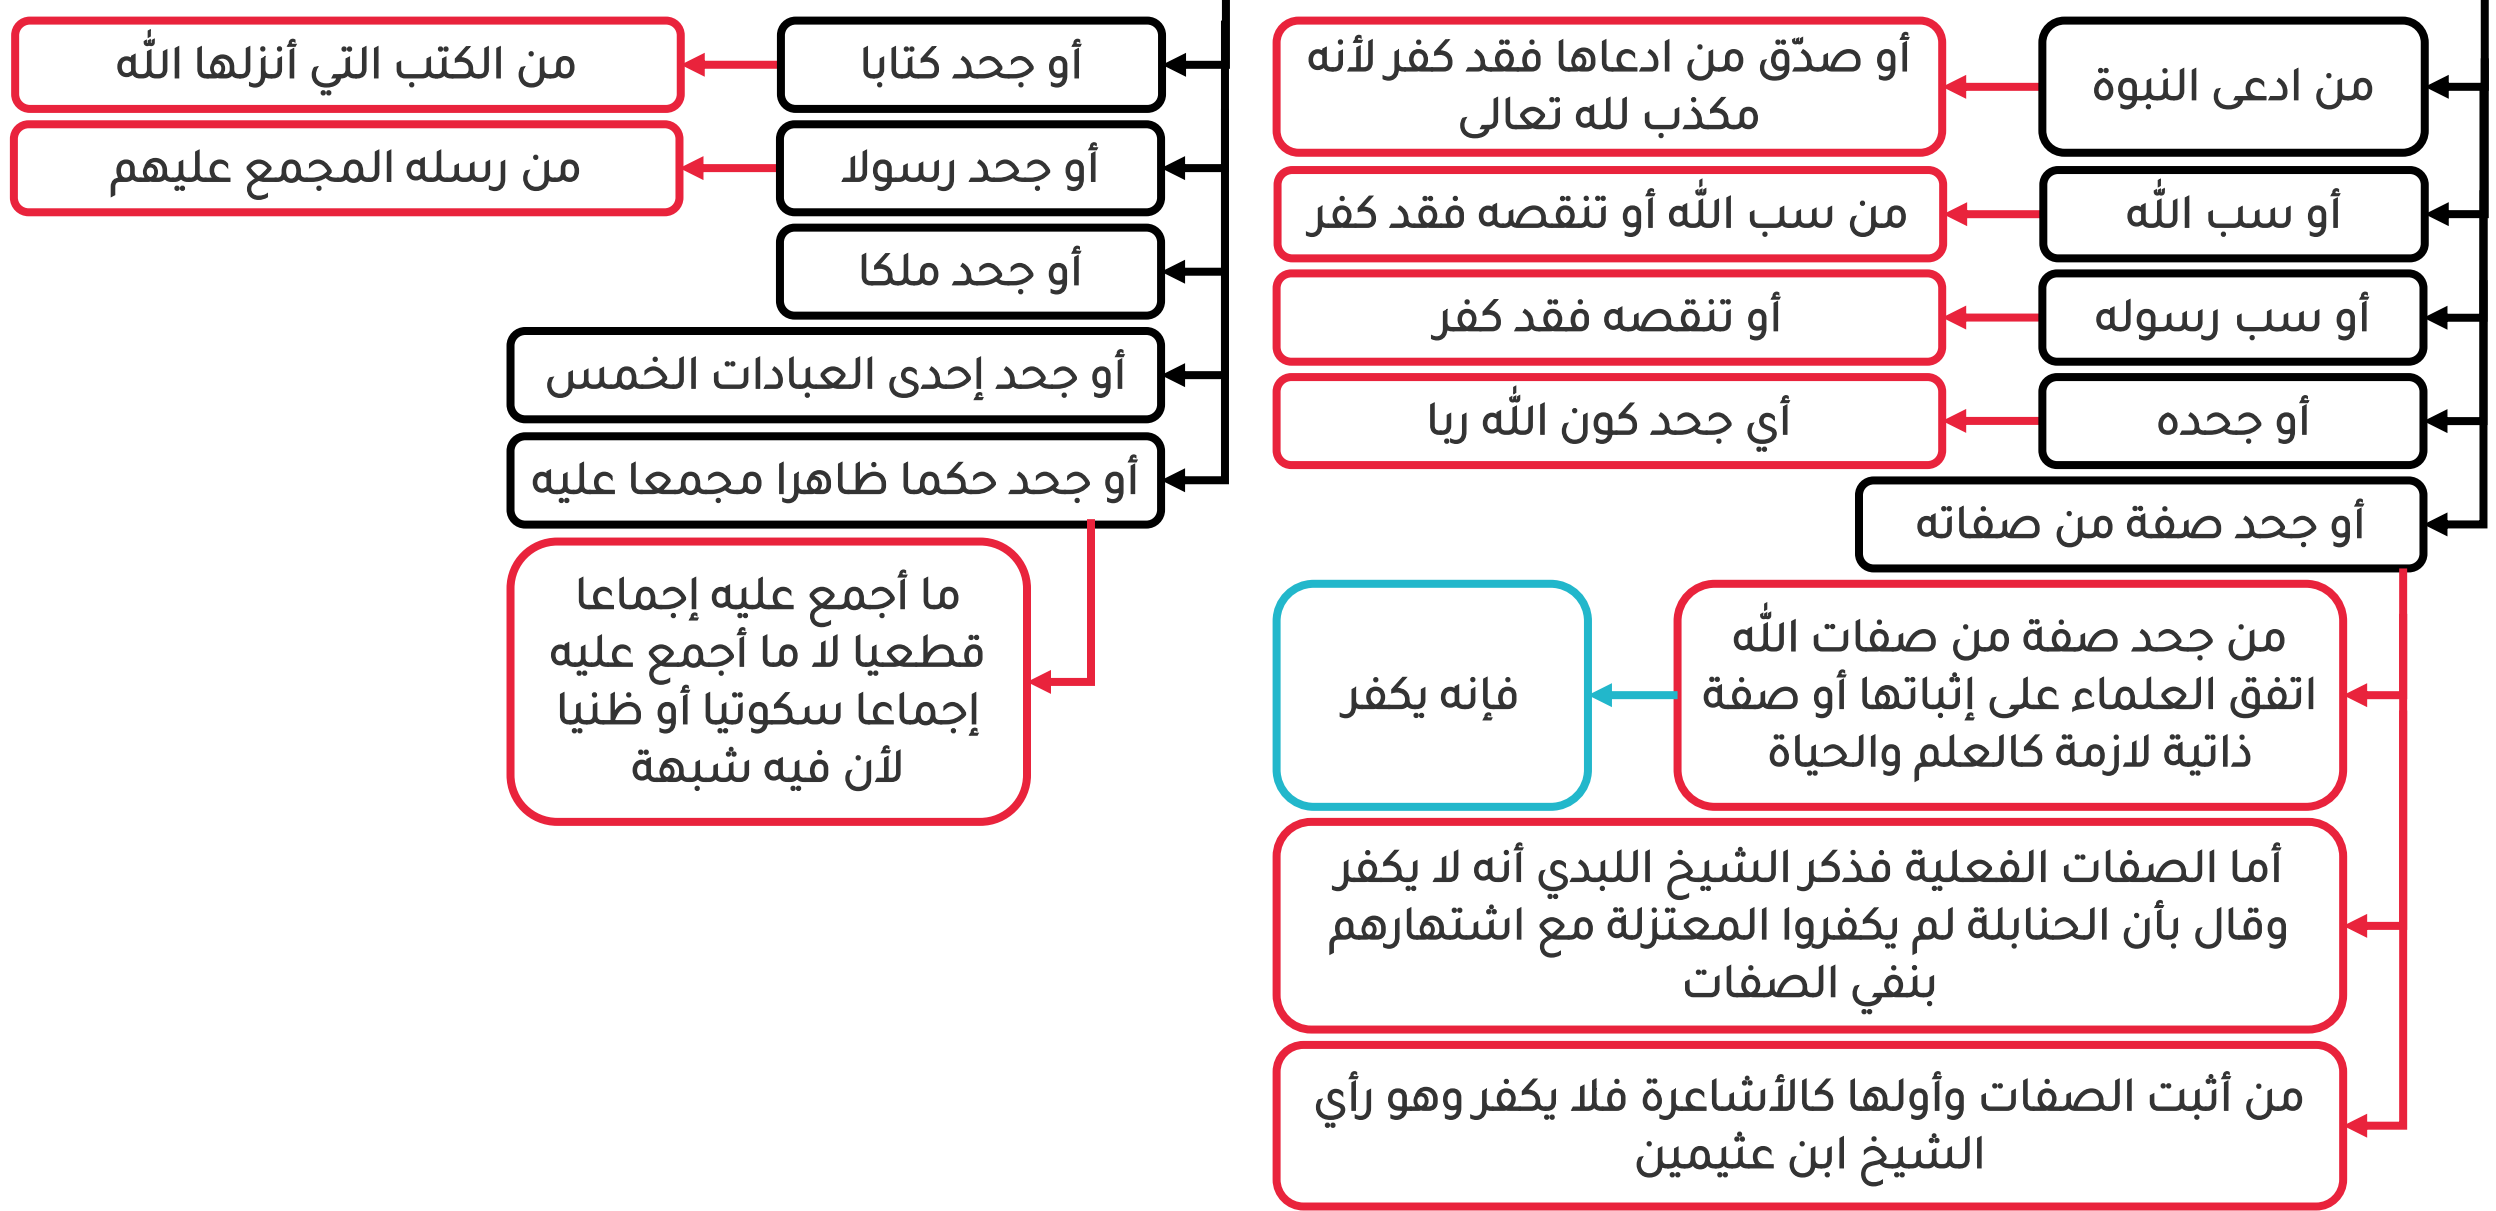 من ادعى النبوة
أو صدّق من ادعاها فقد كفر لأنه
مكذب لله تعالى
أو سب الله
من سب الله أو تنقصه فقد كفر
أو سب رسوله
أو تنقصه فقد كفر
أو جحده
أي جحد كون الله ربا
أو جحد صفة من صفاته
من جحد صفة من صفات الله
اتفق العلماء على إثباتها أو صفة
ذاتية للازمة كالعلم والحياة
فإنه يكفر
أما الصفات الفعلية فذكر الشيخ اللبدي أنه لا يكفر
وقال بأن الحنابلة لم يكفروا المعتزلة مع اشتهارهم
بنفي الصفات
من أثبت الصفات وأولها كالأشاعرة فلا يكفر وهو رأي
الشيخ ابن عثيمين
أو جحد كتابا
من الكتب التي أنزلها الله
أو جحد رسولا
من رسله المجمع عليهم
أو جحد ملكا
أو جحد إحدى العبادات الخمس
أو جحد حكما ظاهرا مجمعا عليه
ما أجمع عليه إجماعا
قطعيا لا ما أجمع عليه
إجماعا سكوتيا أو ظنيا
لأن فيه شبهة